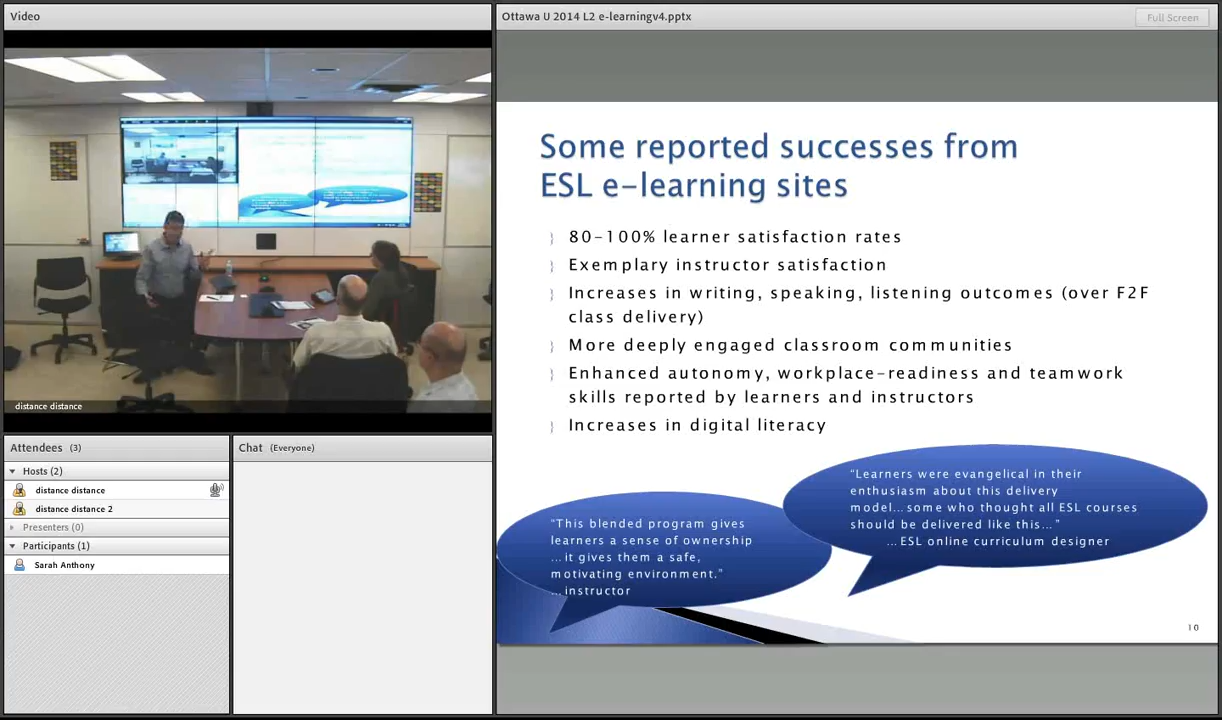 Video
Ottawa U 2014 L2 e-learningv4.pptx
Full Screen
distance distance
Attendees (3)
Hosts (2)
distance distance
distance distance 2
Presenters (0)
Participants (1)
Sarah Anthony
Chat (Everyone)
Some reported successes from
ESL e-learning sites
80-100% learner satisfaction rates
Exemplary instructor satisfaction
Increases in writing, speaking, listening outcomes (over F2F
class delivery)
More deeply engaged classroom communities
Enhanced autonomy, workplace-readiness and teamwork
skills reported by learners and instructors
Increases in digital literacy
"This blended program gives
learners a sense of ownership
...it gives them a safe,
motivating environment."
...instructor
"Learners were evangelical in their
enthusiasm about this delivery
model...some who thought all ESL courses
should be delivered like this..."
...ESL online curriculum designer
10